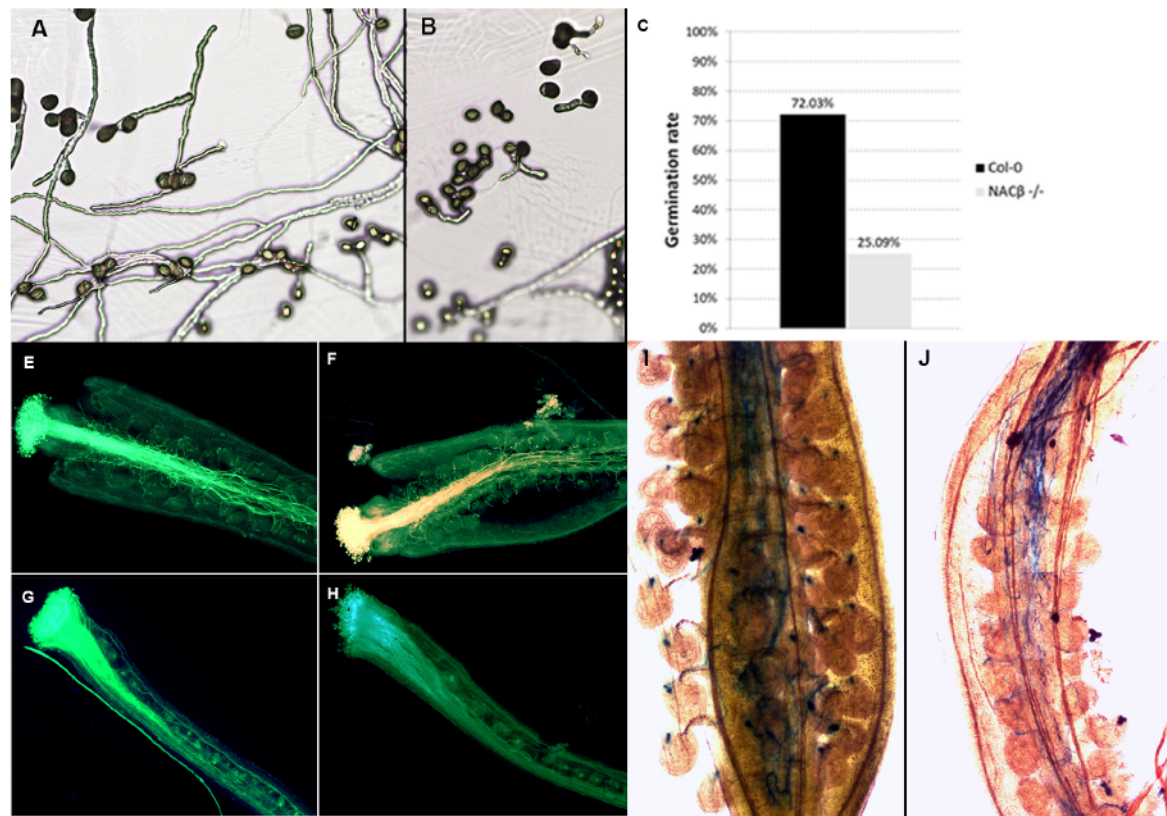 A
B
C
100%
90%
80%
70%
60%
50%
40%
30%
20%
10%
0%
Germination rate
72.03%
25.09%
Col-0
NACβ -/-
E
F
G
H
I
J